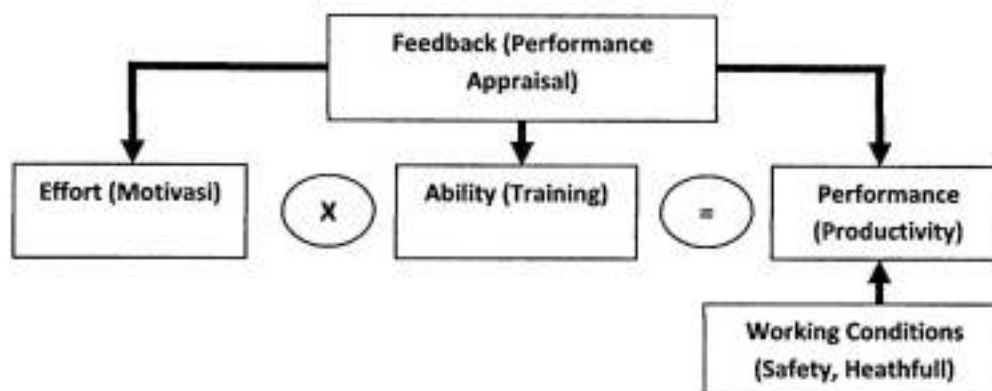 Feedback (Performance
Appraisal)
Effort (Motivasi)
X
Ability (Training)
=
Performance
(Productivity)
Working Conditions
(Safety, Heathfull)